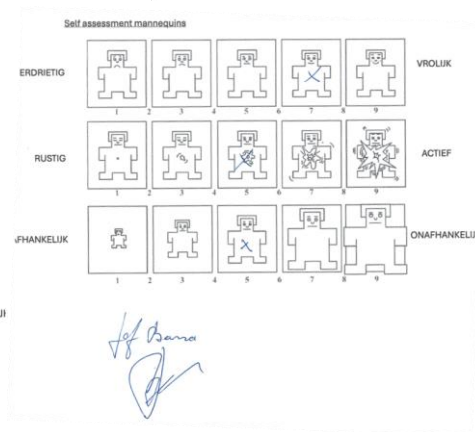 Self assessment mannequins
ERDRIETIG VROLIJK
1 2 3 4 5 6 7 8 9
RUSTIG ACTIEF
1 2 3 4 5 6 7 8 9
AFHANKELIJK ONAFHANKELIJ
1 2 3 4 5 6 7 8 9